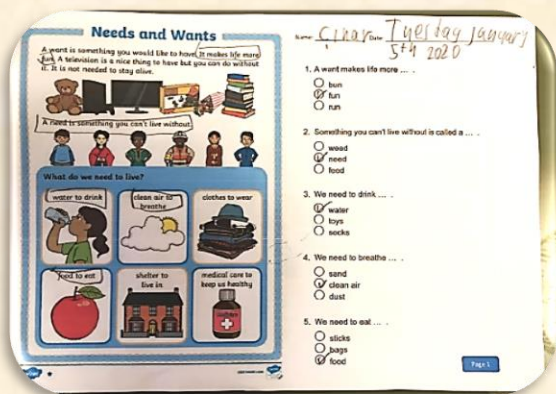 Needs and Wants
A want is something you would like to have. It makes life more
fun. A television is a nice thing to have but you can do without
it. It is not needed to stay alive.
A need is something you can't live without.
What do we need to live?
water to drink
clean air to
breathe
clothes to wear
food to eat
shelter to
live in
medical care to
keep us healthy
Name Cinar Date Tuesday January
5th 2020
1. A want makes life more ... .
bun
fun
run
2. Something you can't live without is called a ... .
weed
need
food
3. We need to drink ... .
water
toys
socks
4. We need to breathe ... .
sand
clean air
dust
5. We need to eat ... .
sticks
bags
food
Page 1